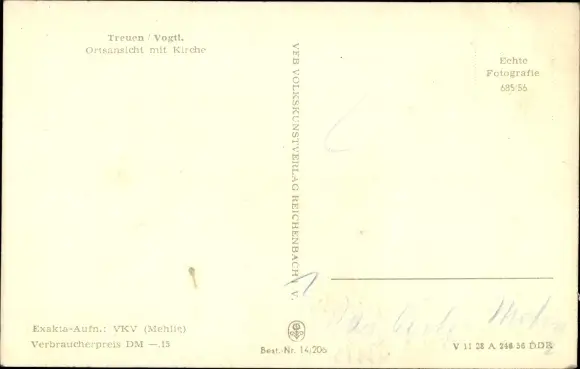 Treuen / Vogtl.
Ortsansicht mit Kirche
VEB VOLKSKUNSTVERLAG REICHENBACH i. V.
Echte
Fotografie
685/56
Exakta-Aufn.: VKV (Mehlig)
Verbraucherpreis DM —.15
Best.-Nr. 14/206
V 11 28 A 246 56 DDR